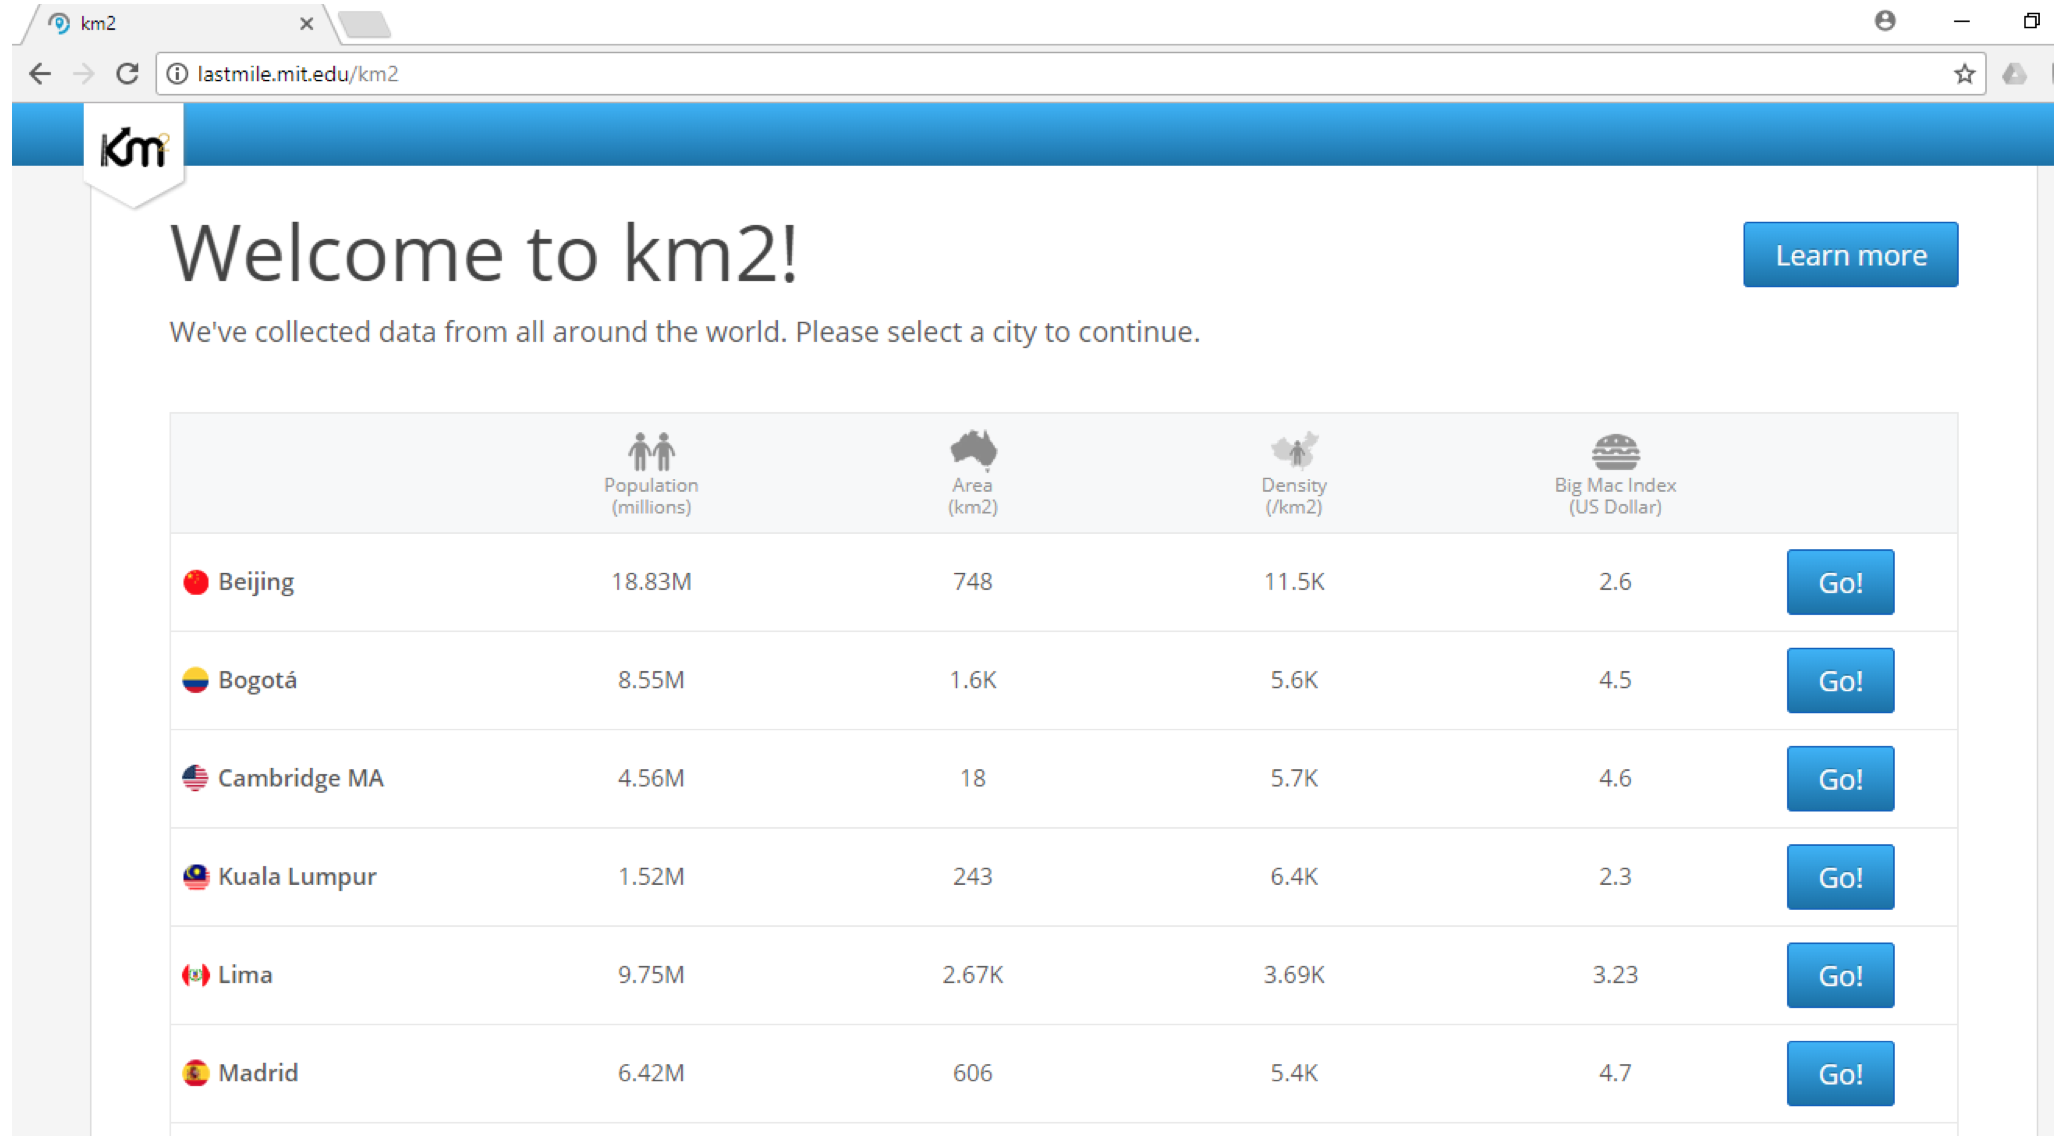 km2
lastmile.mit.edu/km2
Km2
Welcome to km2!
Learn more
We've collected data from all around the world. Please select a city to continue.
Population (millions)
Area (km2)
Density (/km2)
Big Mac Index (US Dollar)
Beijing 18.83M 748 11.5K 2.6 Go!
Bogotá 8.55M 1.6K 5.6K 4.5 Go!
Cambridge MA 4.56M 18 5.7K 4.6 Go!
Kuala Lumpur 1.52M 243 6.4K 2.3 Go!
Lima 9.75M 2.67K 3.69K 3.23 Go!
Madrid 6.42M 606 5.4K 4.7 Go!